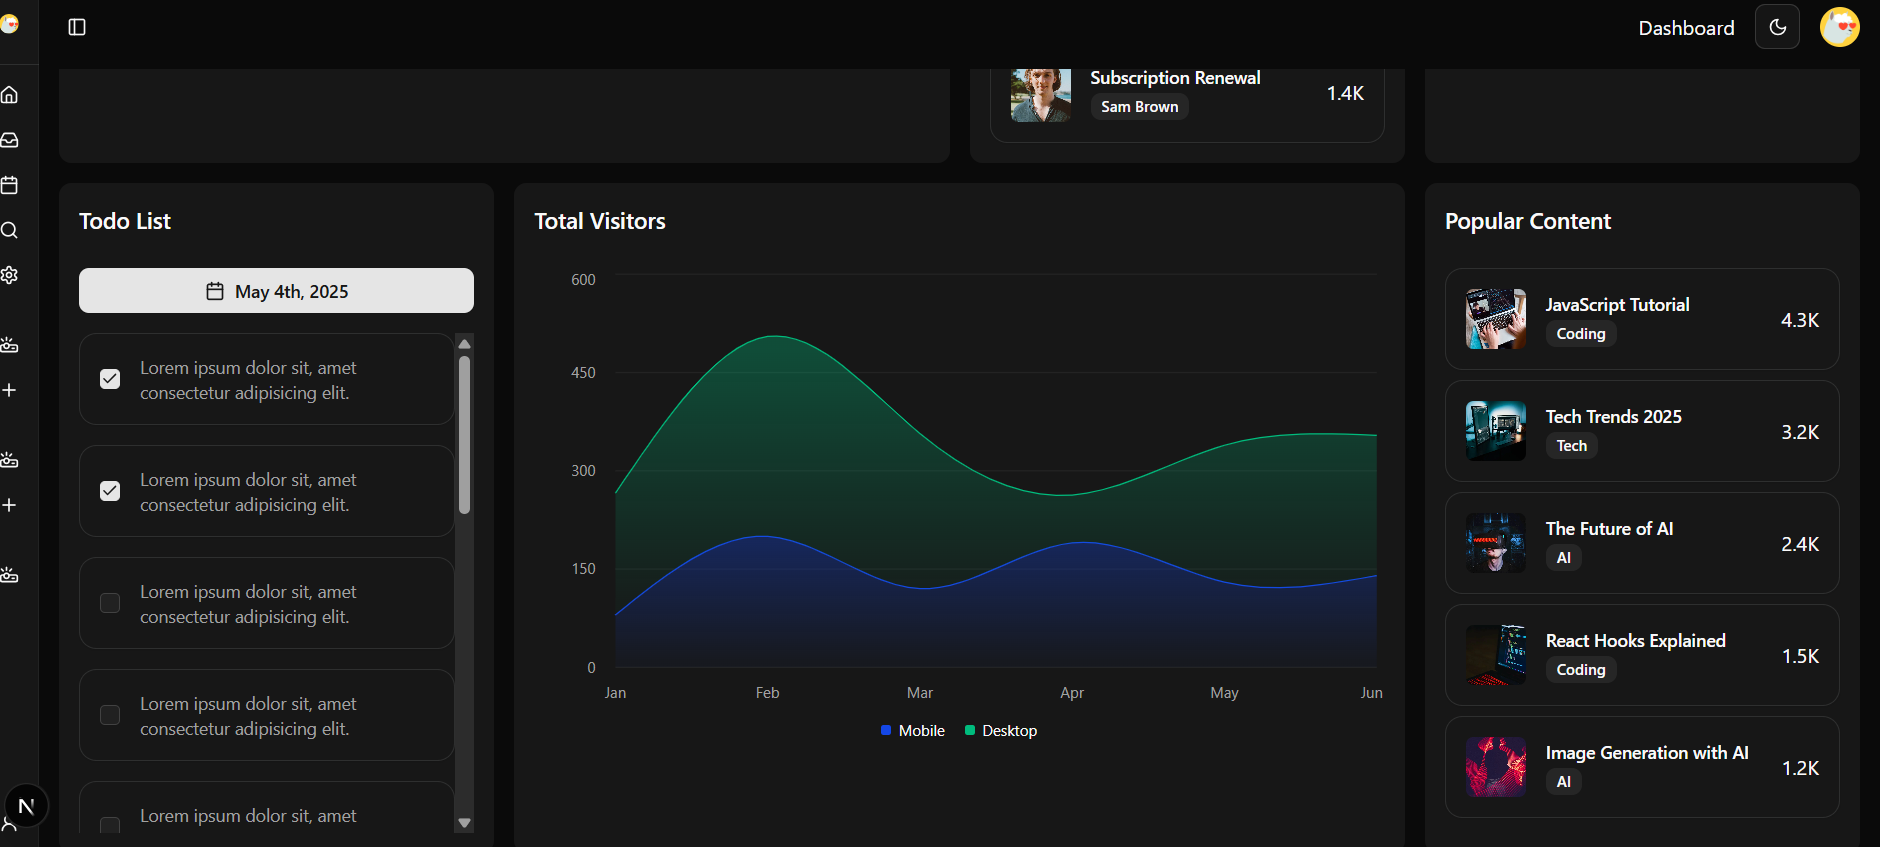 Dashboard
Subscription Renewal
Sam Brown
1.4K
Todo List
May 4th, 2025
Lorem ipsum dolor sit, amet
consectetur adipisicing elit.
Lorem ipsum dolor sit, amet
consectetur adipisicing elit.
Lorem ipsum dolor sit, amet
consectetur adipisicing elit.
Lorem ipsum dolor sit, amet
consectetur adipisicing elit.
Lorem ipsum dolor sit, amet
N
Total Visitors
600
450
300
150
0
Jan Feb Mar Apr May Jun
Mobile Desktop
Popular Content
JavaScript Tutorial
Coding
4.3K
Tech Trends 2025
Tech
3.2K
The Future of AI
AI
2.4K
React Hooks Explained
Coding
1.5K
Image Generation with AI
AI
1.2K